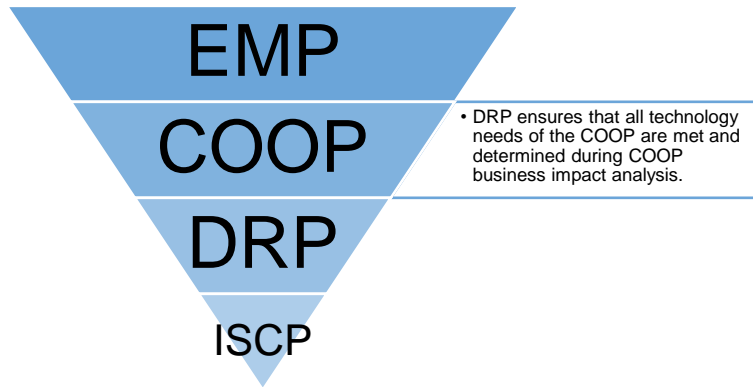 EMP
COOP
• DRP ensures that all technology
needs of the COOP are met and
determined during COOP
business impact analysis.
DRP
ISCP